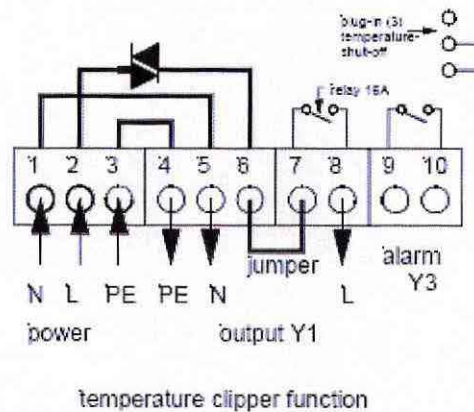 plug-in (3)
temperature-
shut-off
relay 16A
1 2 3 4 5 6 7 8 9 10
jumper
alarm
Y3
N L PE PE N L
power
output Y1
temperature clipper function